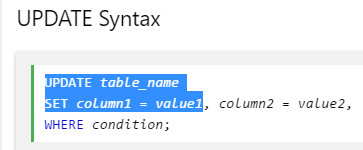 UPDATE Syntax
UPDATE table_name
SET column1 = value1, column2 = value2,
WHERE condition;